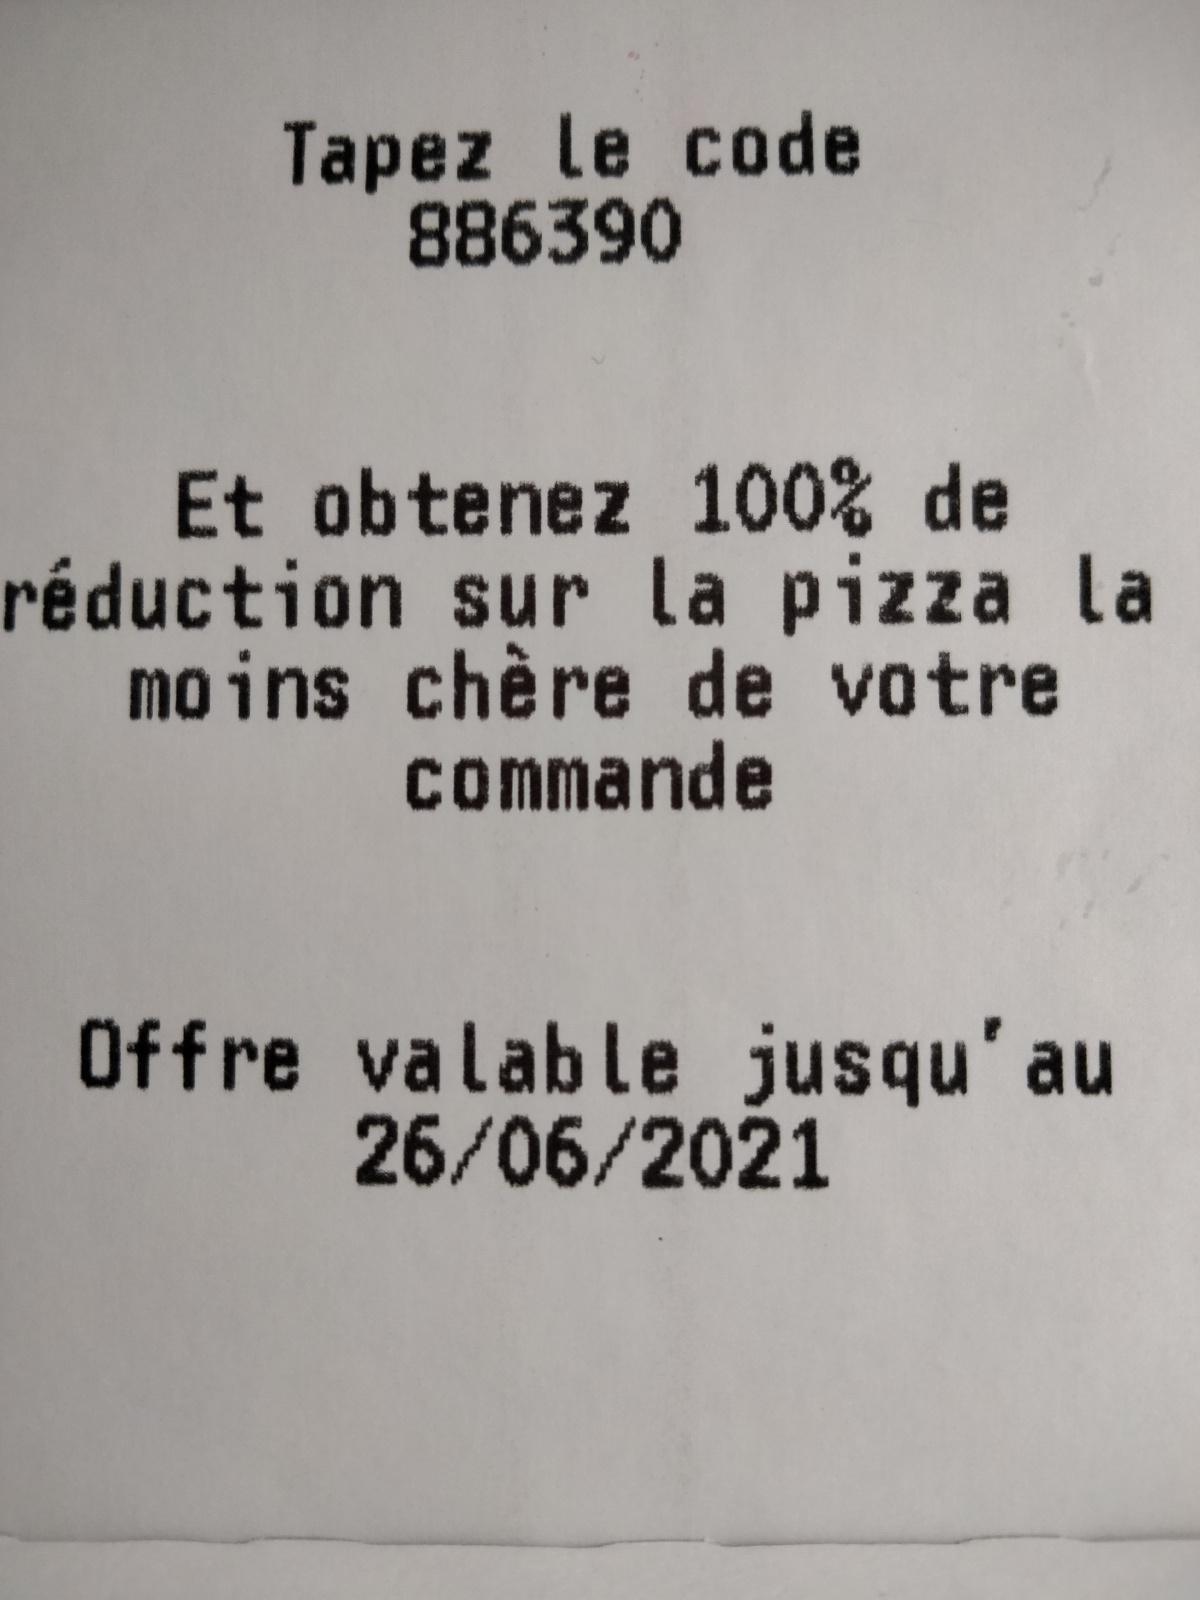 Tapez le code
886390
Et obtenez 100% de
réduction sur la pizza la
moins chère de votre
commande
Offre valable jusqu'au
26/06/2021